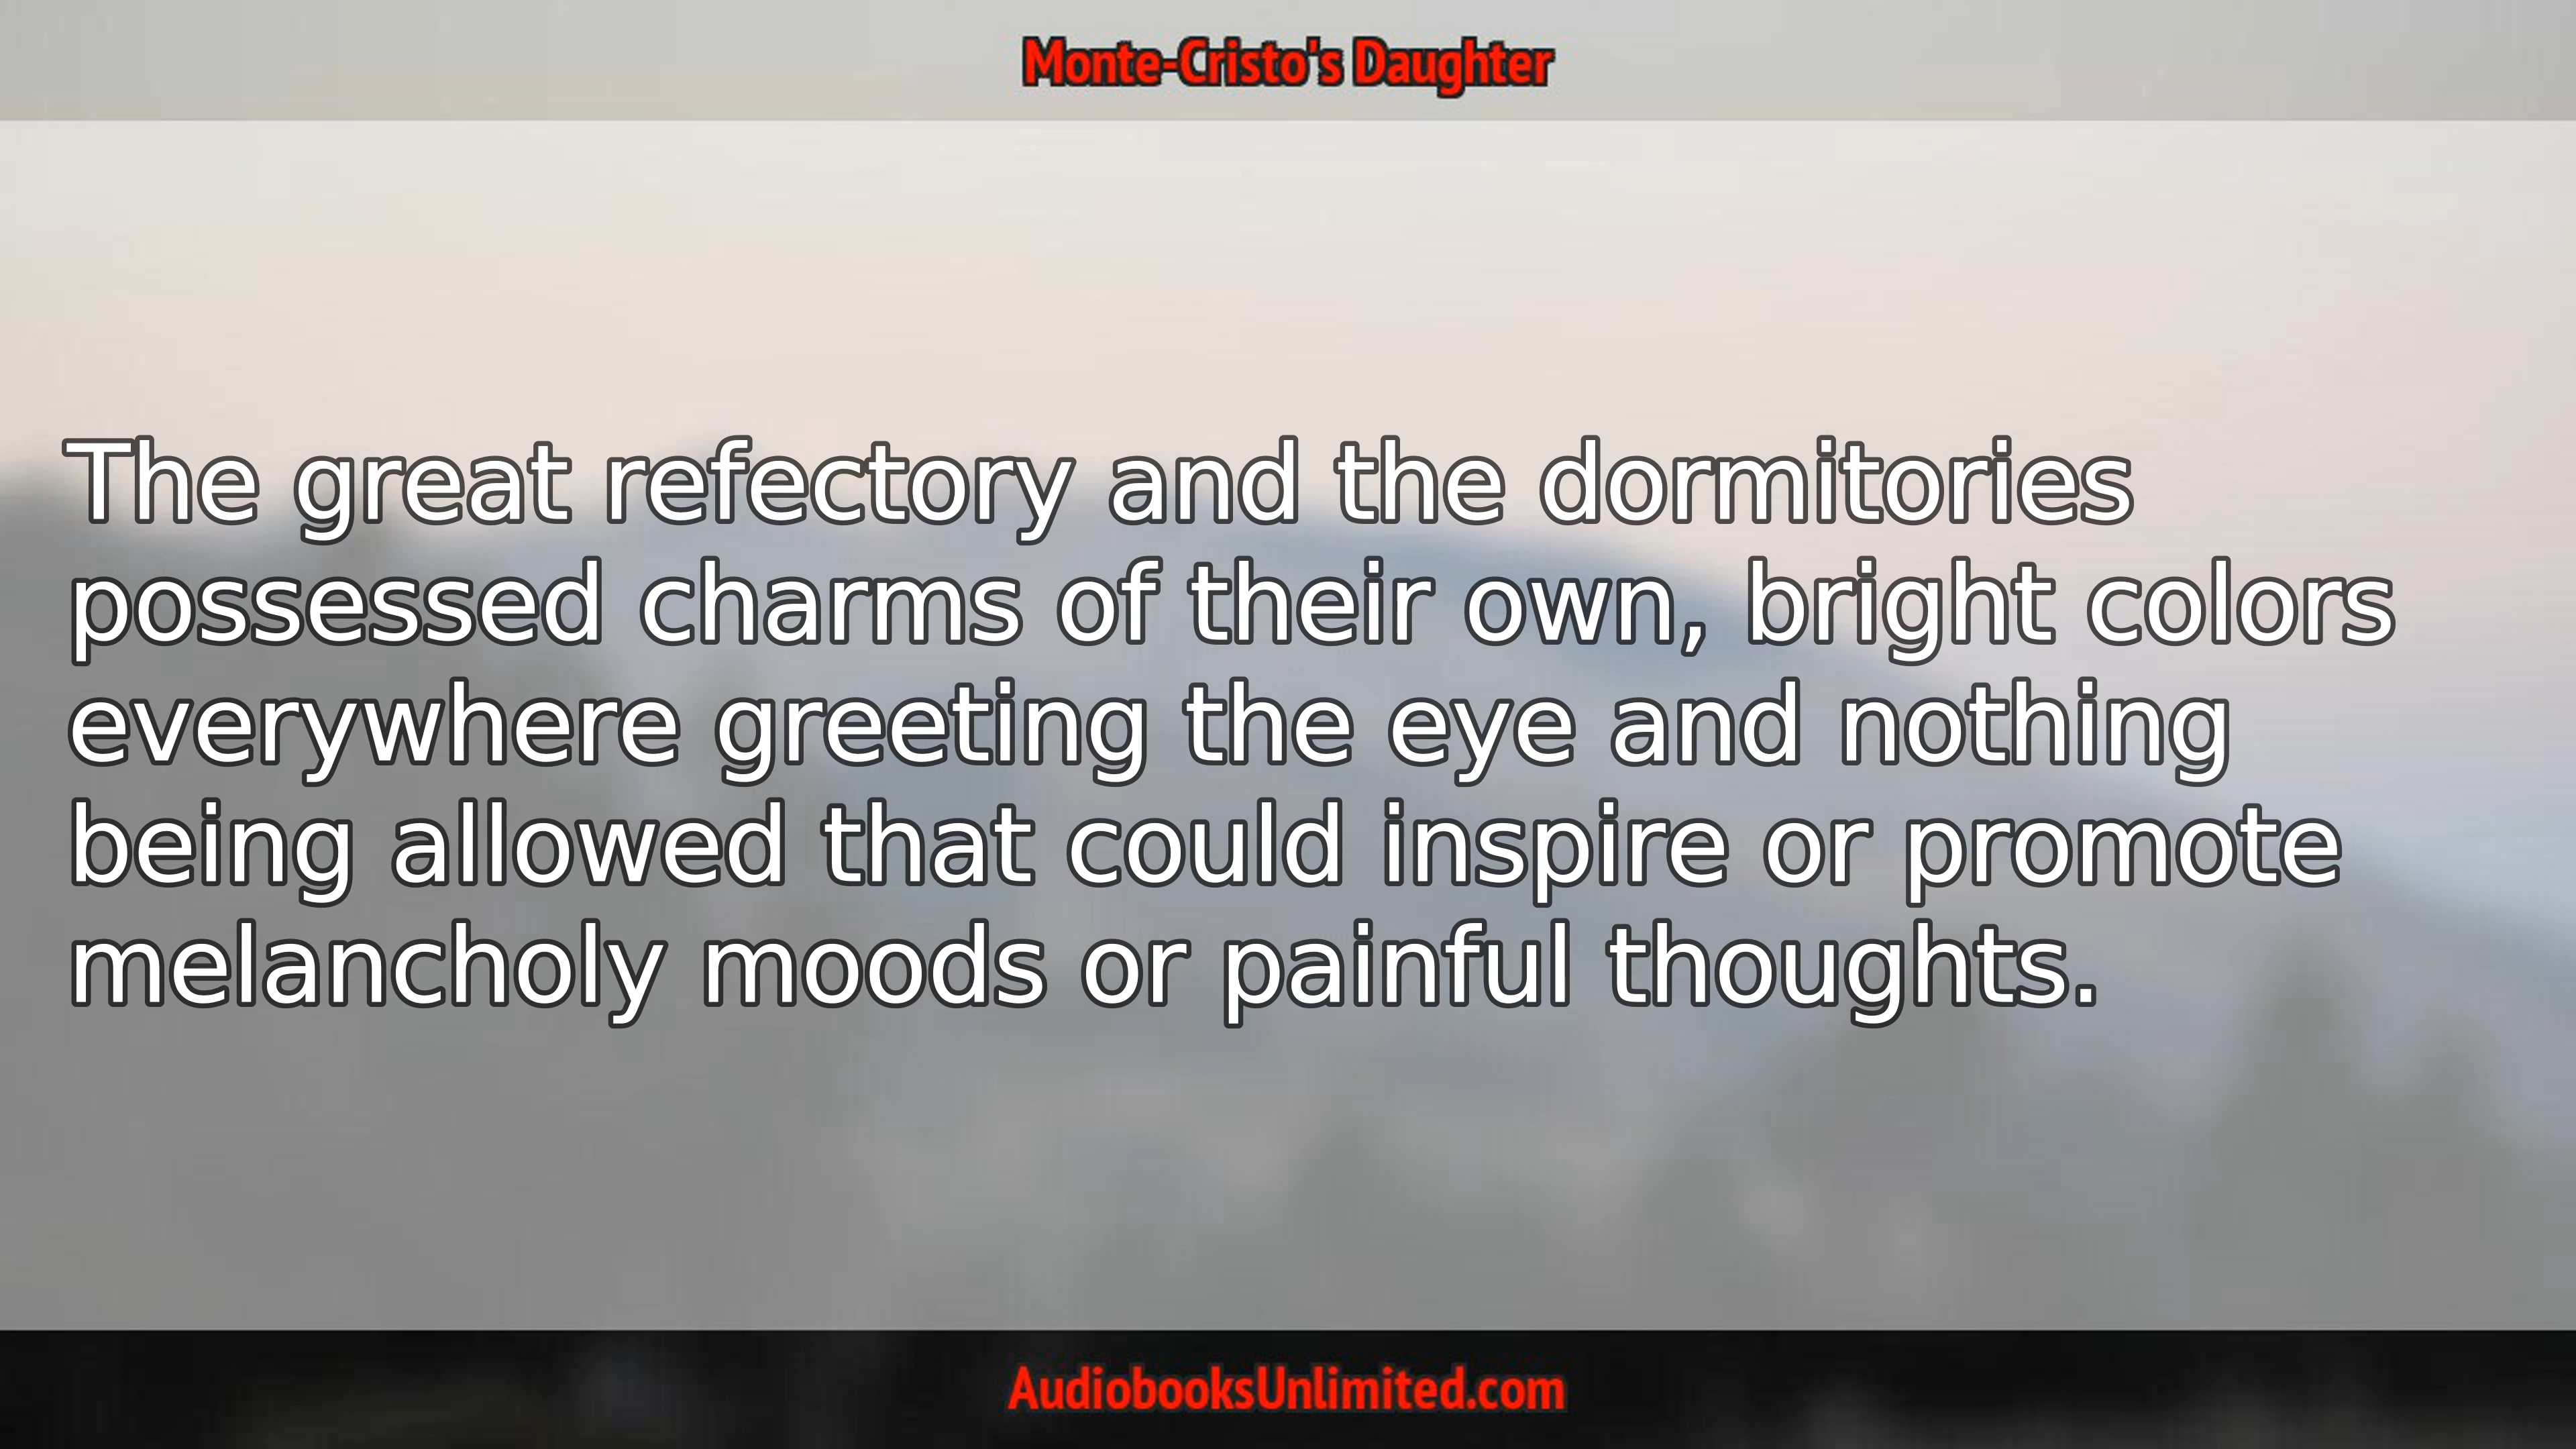 Monte-Cristo's Daughter
The great refectory and the dormitories
possessed charms of their own, bright colors
everywhere greeting the eye and nothing
being allowed that could inspire or promote
melancholy moods or painful thoughts.
AudiobooksUnlimited.com